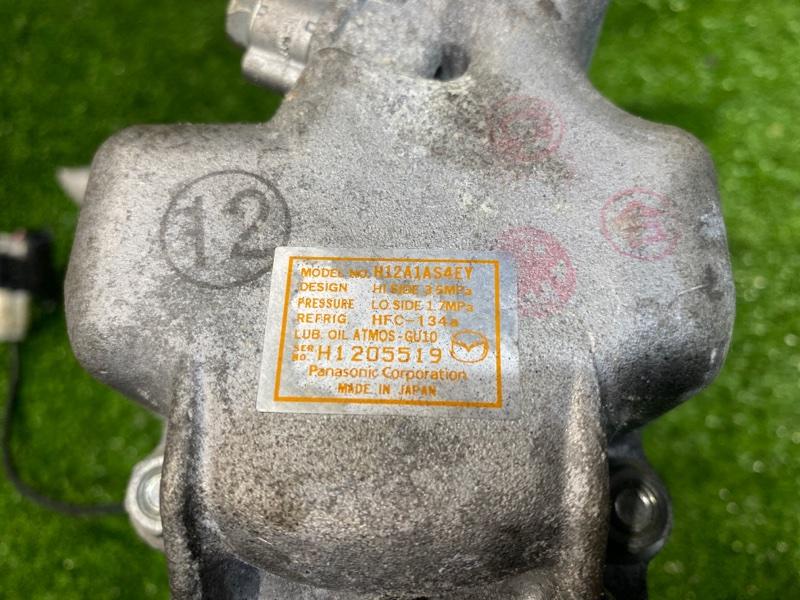 12
MODEL NO. H12A1AS4EY
DESIGN HI SIDE 3.5MPa
PRESSURE LO.SIDE 1.7MPa
REFRIG. HFC-134a
LUB. OIL ATMOS-GU10
SER. NO. H1205519
Panasonic Corporation
MADE IN JAPAN